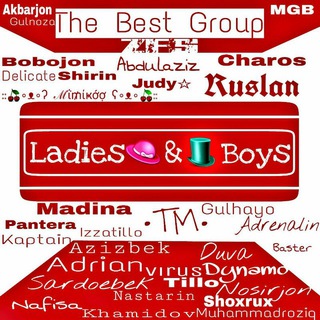 Akbarjon The Best Group MGB
Gulnoza
Bobojon Abdulaziz Charos
Delicate Shirin Judy☆ Ruslan
Ladies & Boys
Madina •TM• Gulhayo
Pantera Izzatillo Adrenalin
Kaptain Azizbek Duva Baster
Adrian virus Dynamo
Sardoebek Tillo Nosirjon
Nafisa Nastarin Shoxrux
Khamidov Muhammadroziq